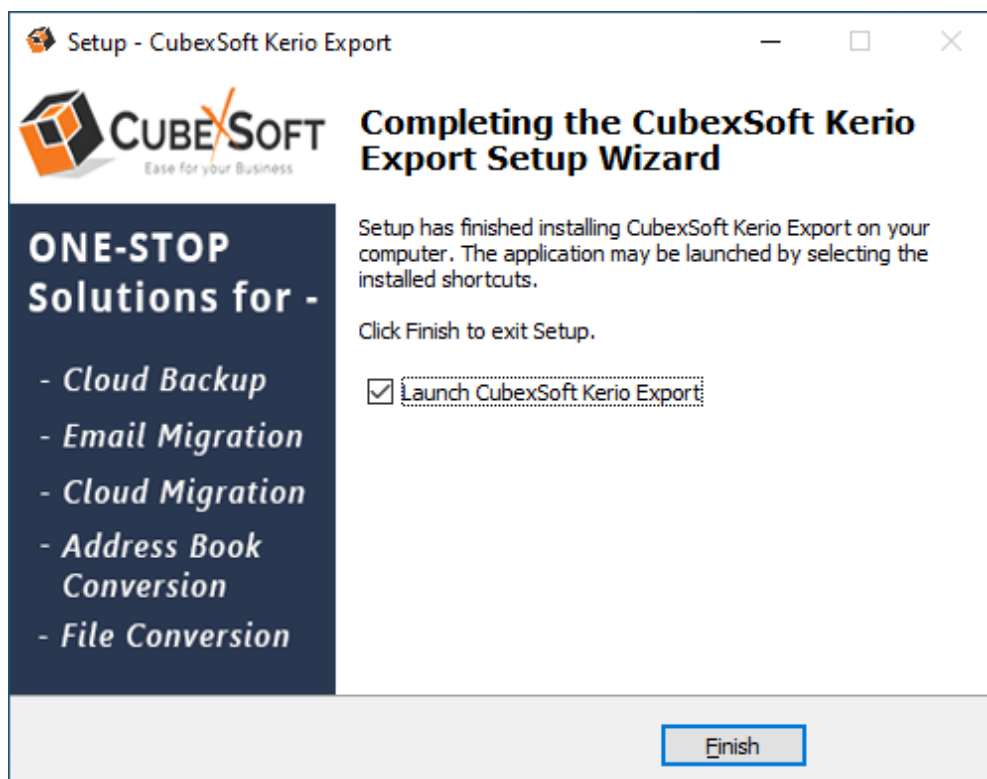 Setup - CubexSoft Kerio Export
CUBEXSOFT
Ease for your Business
Completing the CubexSoft Kerio
Export Setup Wizard
ONE-STOP
Solutions for -
- Cloud Backup
- Email Migration
- Cloud Migration
- Address Book
Conversion
- File Conversion
Setup has finished installing CubexSoft Kerio Export on your
computer. The application may be launched by selecting the
installed shortcuts.
Click Finish to exit Setup.
Launch CubexSoft Kerio Export
Finish